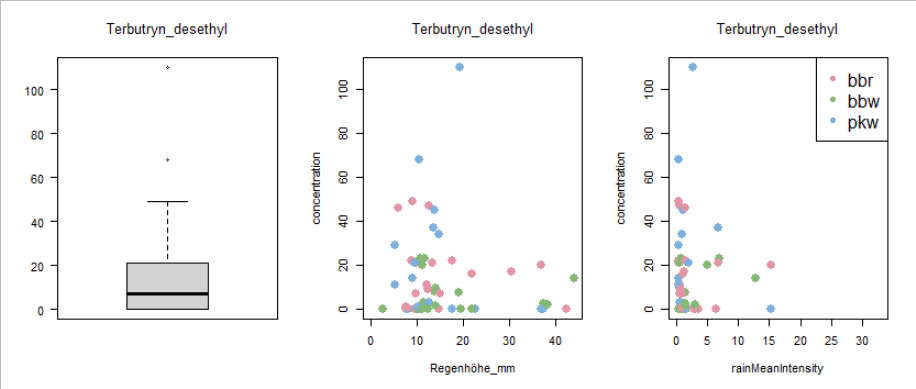 Terbutryn_desethyl
0
20
40
60
80
100
Terbutryn_desethyl
concentration
0
20
40
60
80
100
0 10 20 30 40
Regenhöhe_mm
Terbutryn_desethyl
concentration
0
20
40
60
80
100
bbr
bbw
pkw
0 5 10 15 20 25 30
rainMeanIntensity